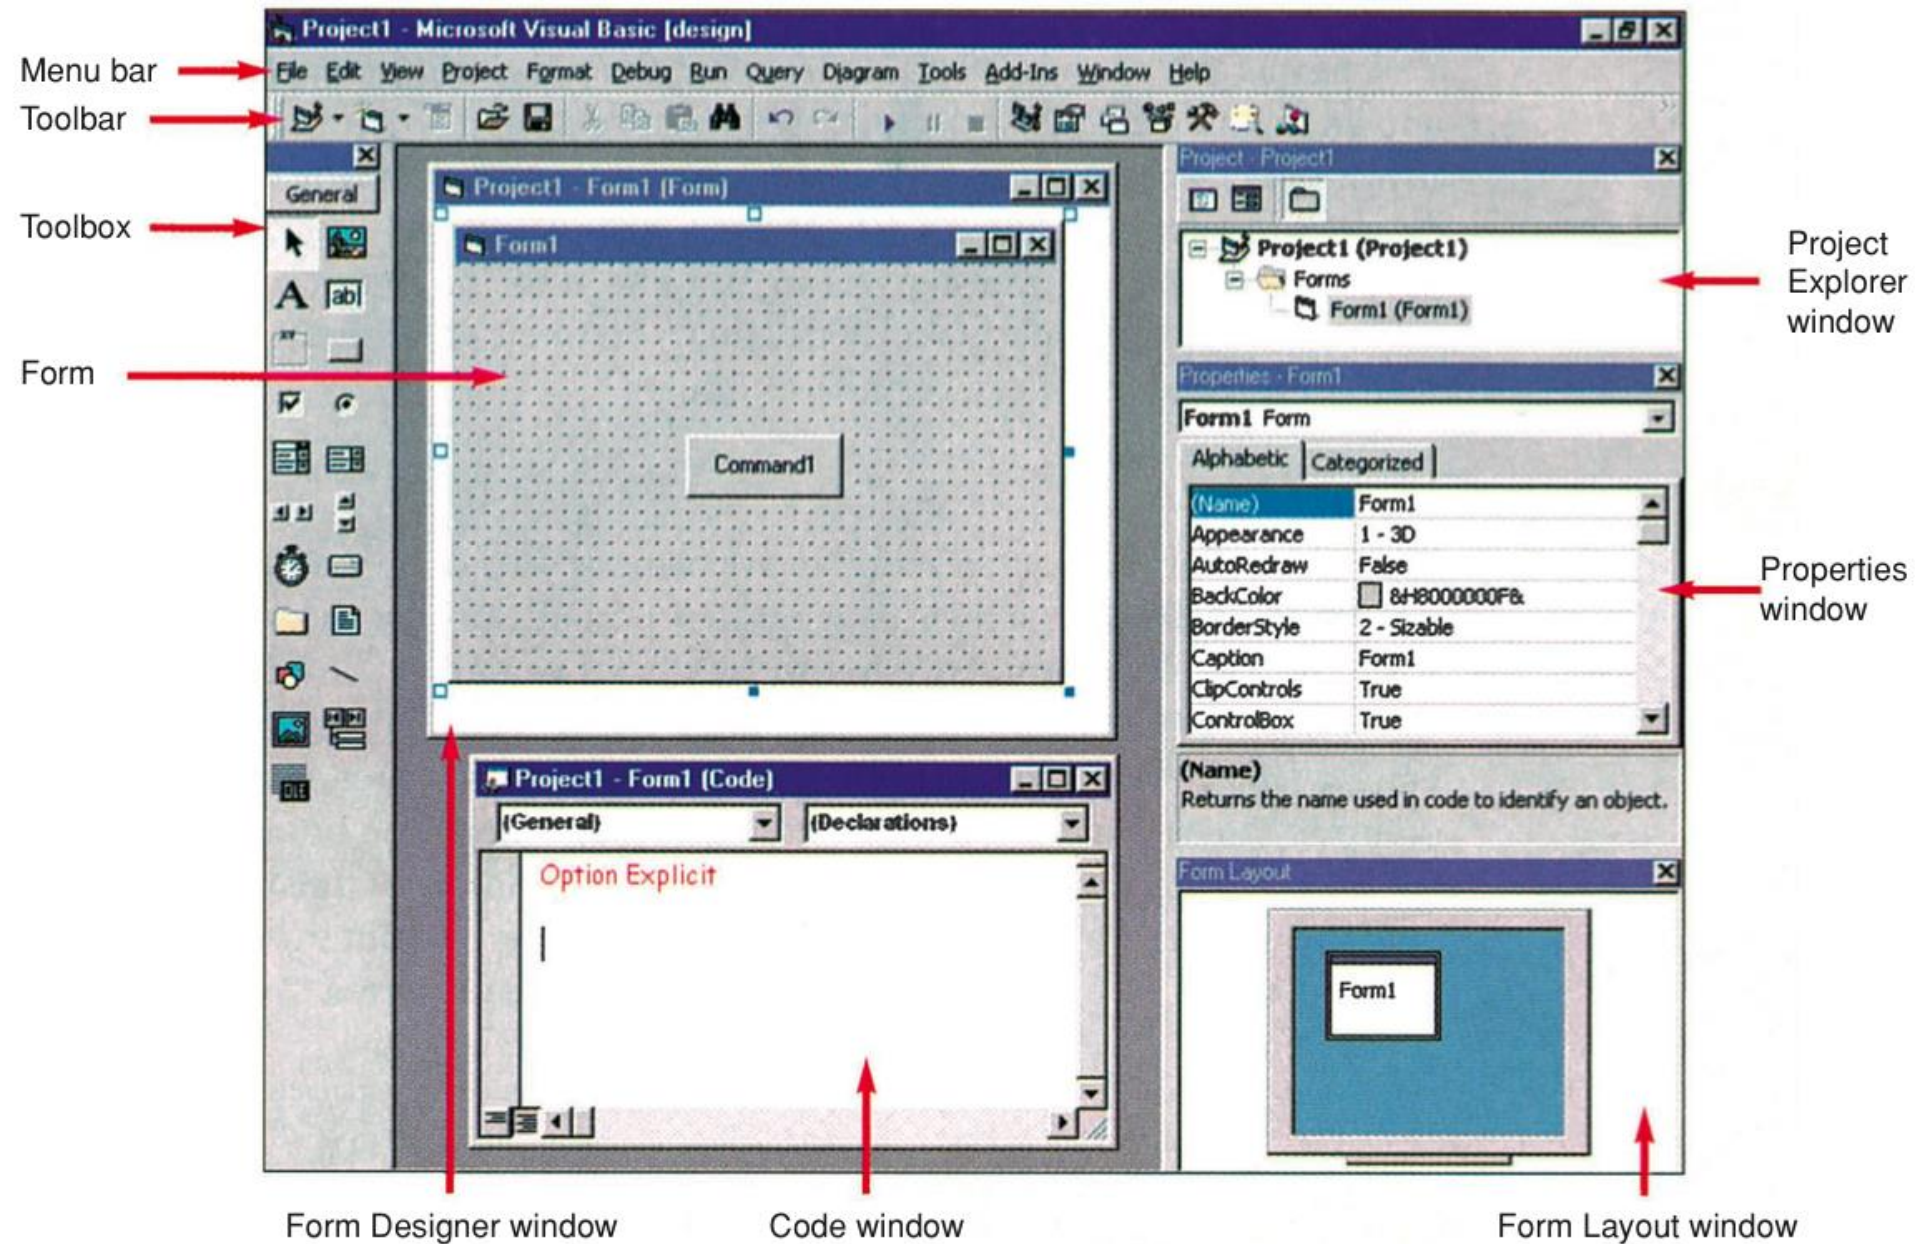 Project1 - Microsoft Visual Basic [design]
Menu bar
File Edit View Project Format Debug Run Query Diagram Tools Add-Ins Window Help
Toolbar
Toolbox
General
A
ab
XY
OLE
Form
Project1 - Form1 (Form)
Form1
Command1
Project - Project1
Project1 (Project1)
Forms
Form1 (Form1)
Project
Explorer
window
Properties - Form1
Form1 Form
Alphabetic Categorized
(Name) Form1
Appearance 1 - 3D
AutoRedraw False
BackColor &H8000000F&
BorderStyle 2 - Sizable
Caption Form1
ClipControls True
ControlBox True
Properties
window
(Name)
Returns the name used in code to identify an object.
Project1 - Form1 (Code)
(General) (Declarations)
Option Explicit
Form Layout
Form1
Form Designer window
Code window
Form Layout window